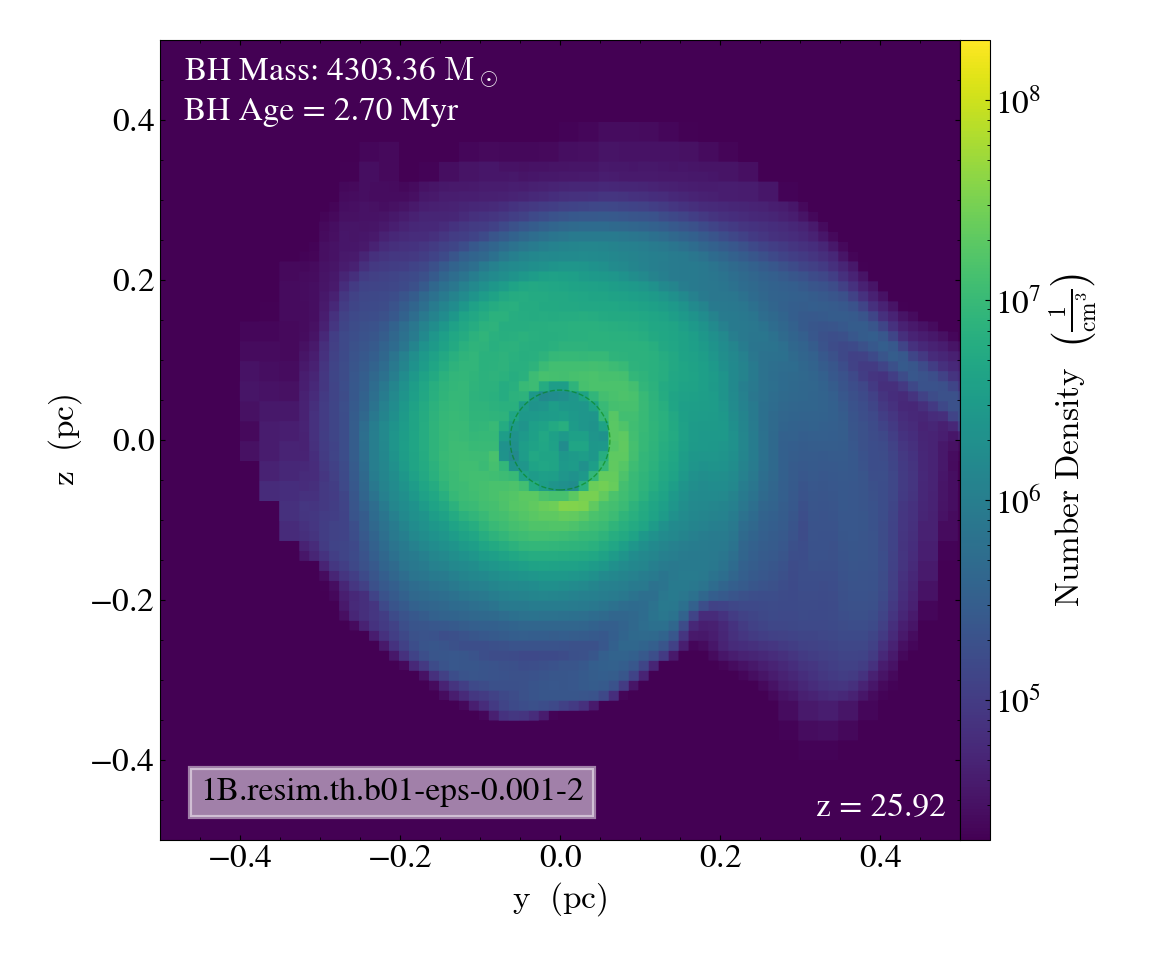 BH Mass: 4303.36 M⊙
BH Age = 2.70 Myr
0.4
0.2
0.0
−0.2
−0.4
z (pc)
−0.4 −0.2 0.0 0.2 0.4
y (pc)
1B.resim.th.b01-eps-0.001-2
z = 25.92
10⁸
10⁷
10⁶
10⁵
Number Density (1/cm³)